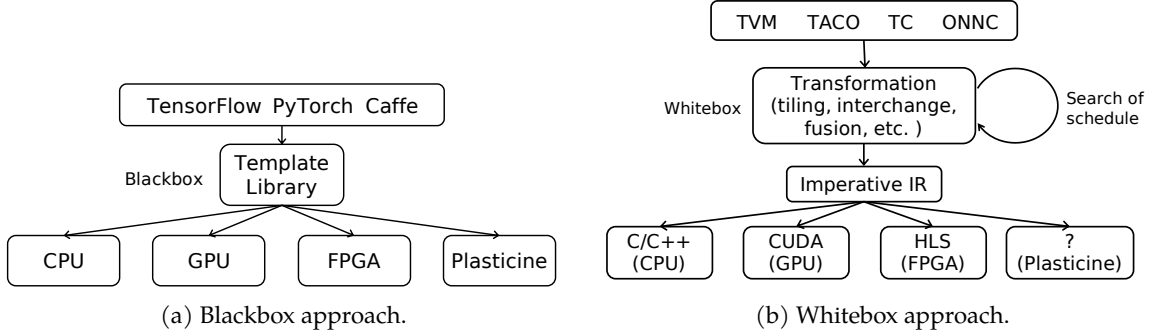 TensorFlow PyTorch Caffe
Blackbox
Template
Library
CPU
GPU
FPGA
Plasticine
(a) Blackbox approach.
TVM TACO TC ONNC
Whitebox
Transformation
(tiling, interchange,
fusion, etc. )
Search of
schedule
Imperative IR
C/C++
(CPU)
CUDA
(GPU)
HLS
(FPGA)
?
(Plasticine)
(b) Whitebox approach.